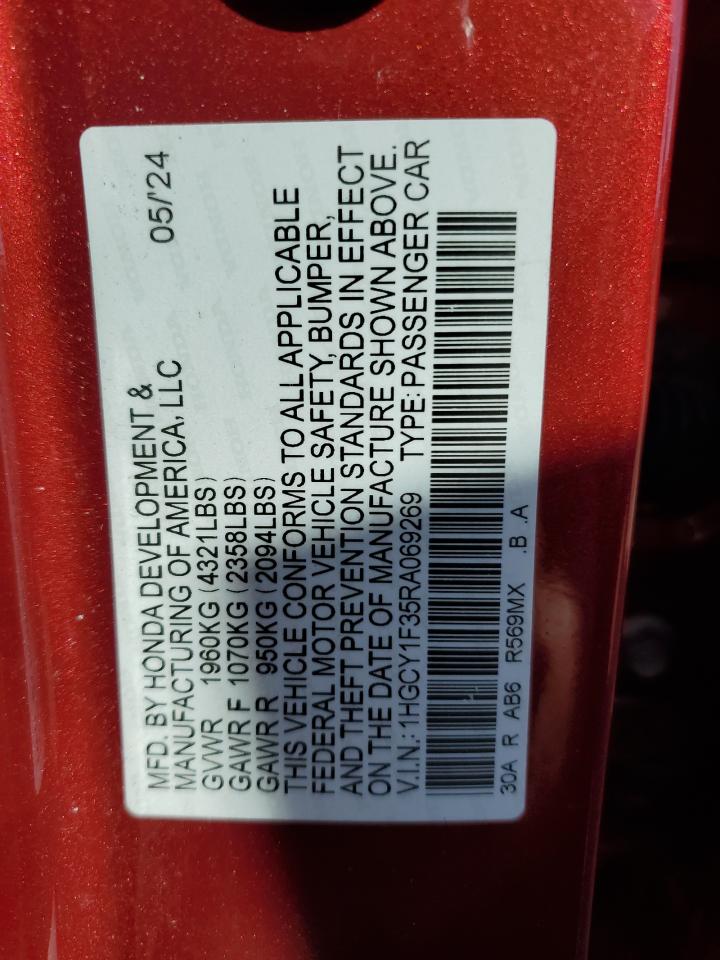 MFD. BY HONDA DEVELOPMENT &
MANUFACTURING OF AMERICA, LLC 05/'24
GVWR 1960KG (4321LBS)
GAWR F 1070KG (2358LBS)
GAWR R 950KG (2094LBS)
THIS VEHICLE CONFORMS TO ALL APPLICABLE
FEDERAL MOTOR VEHICLE SAFETY, BUMPER,
AND THEFT PREVENTION STANDARDS IN EFFECT
ON THE DATE OF MANUFACTURE SHOWN ABOVE.
V.I.N.: 1HGCY1F35RA069269 TYPE: PASSENGER CAR
30A R AB6 R569MX .B .A